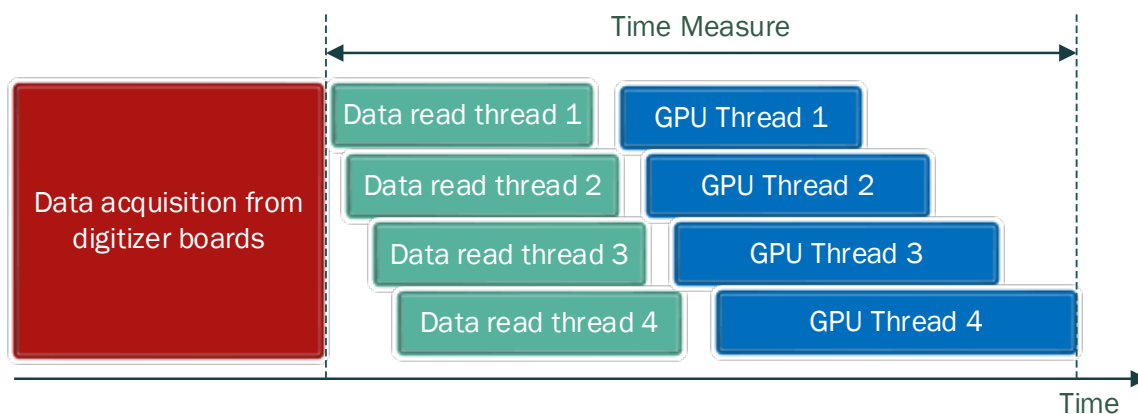 Time Measure
Data read thread 1
GPU Thread 1
Data read thread 2
GPU Thread 2
Data acquisition from
digitizer boards
Data read thread 3
GPU Thread 3
Data read thread 4
GPU Thread 4
Time